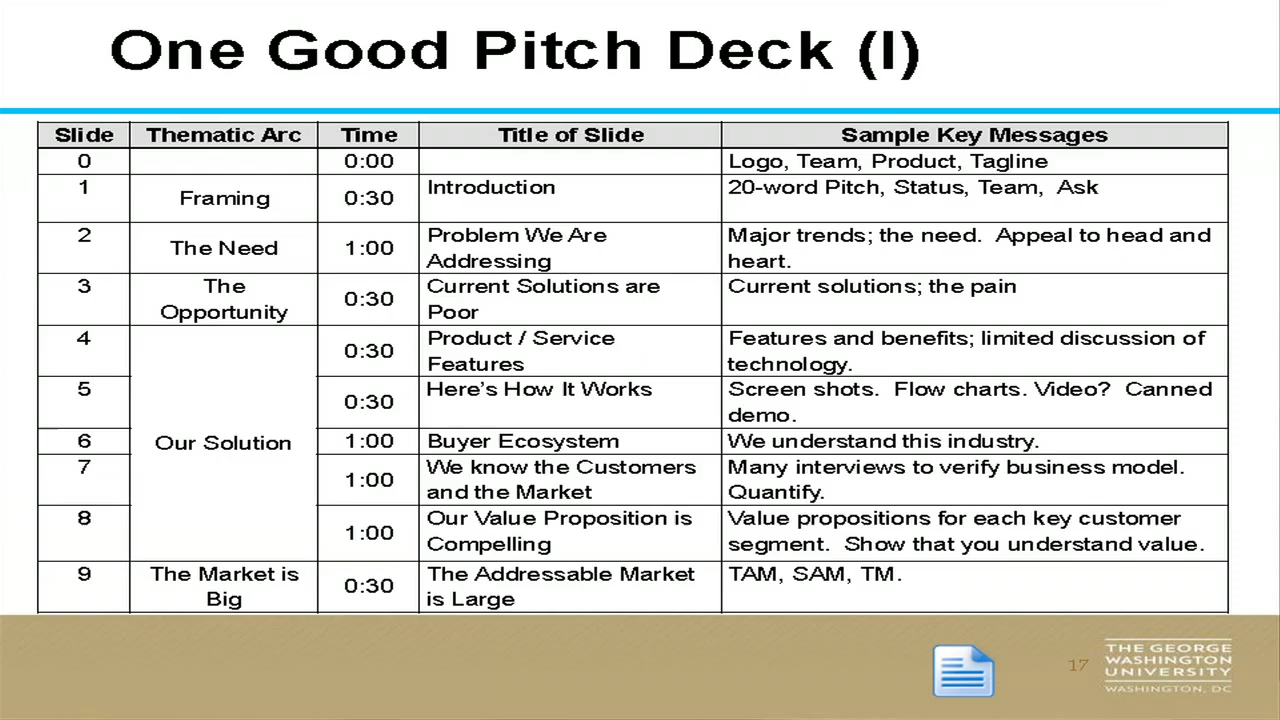 One Good Pitch Deck (I)
Slide Thematic Arc Time Title of Slide Sample Key Messages
0 0:00 Logo, Team, Product, Tagline
1 Framing 0:30 Introduction 20-word Pitch, Status, Team, Ask
2 The Need 1:00 Problem We Are Addressing Major trends; the need. Appeal to head and heart.
3 The Opportunity 0:30 Current Solutions are Poor Current solutions; the pain
4 Our Solution 0:30 Product / Service Features Features and benefits; limited discussion of technology.
5 0:30 Here's How It Works Screen shots. Flow charts. Video? Canned demo.
6 1:00 Buyer Ecosystem We understand this industry.
7 1:00 We know the Customers and the Market Many interviews to verify business model. Quantify.
8 1:00 Our Value Proposition is Compelling Value propositions for each key customer segment. Show that you understand value.
9 The Market is Big 0:30 The Addressable Market is Large TAM, SAM, TM.
17
THE GEORGE
WASHINGTON
UNIVERSITY
WASHINGTON, DC